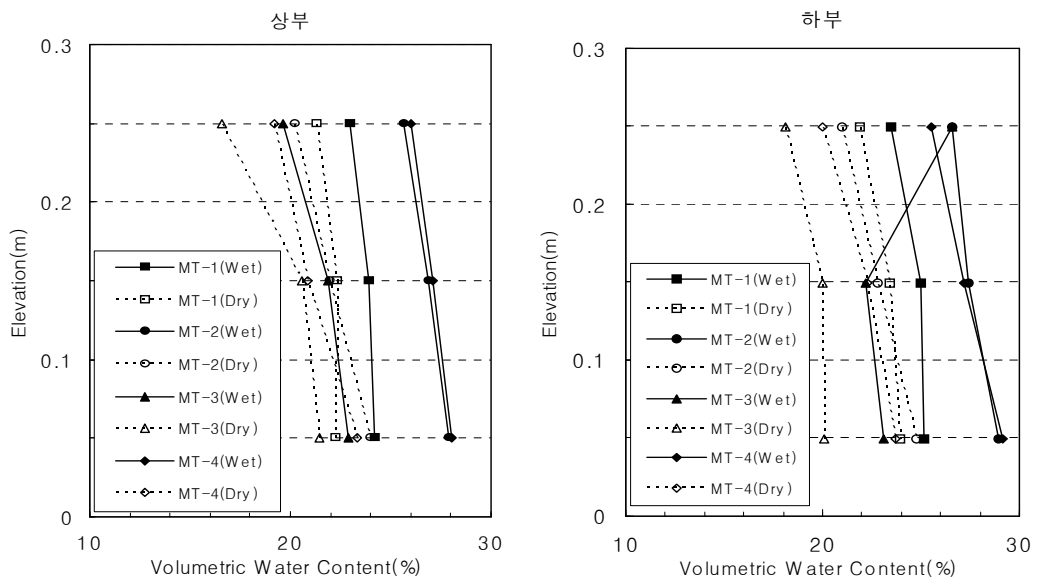 상부
0.3
0.2
0.1
0
Elevation(m)
MT-1(Wet)
MT-1(Dry)
MT-2(Wet)
MT-2(Dry)
MT-3(Wet)
MT-3(Dry)
MT-4(Wet)
MT-4(Dry)
10 20 30
Volumetric Water Content(%)
하부
0.3
0.2
0.1
0
Elevation(m)
MT-1(Wet)
MT-1(Dry)
MT-2(Wet)
MT-2(Dry)
MT-3(Wet)
MT-3(Dry)
MT-4(Wet)
MT-4(Dry)
10 20 30
Volumetric Water Content(%)